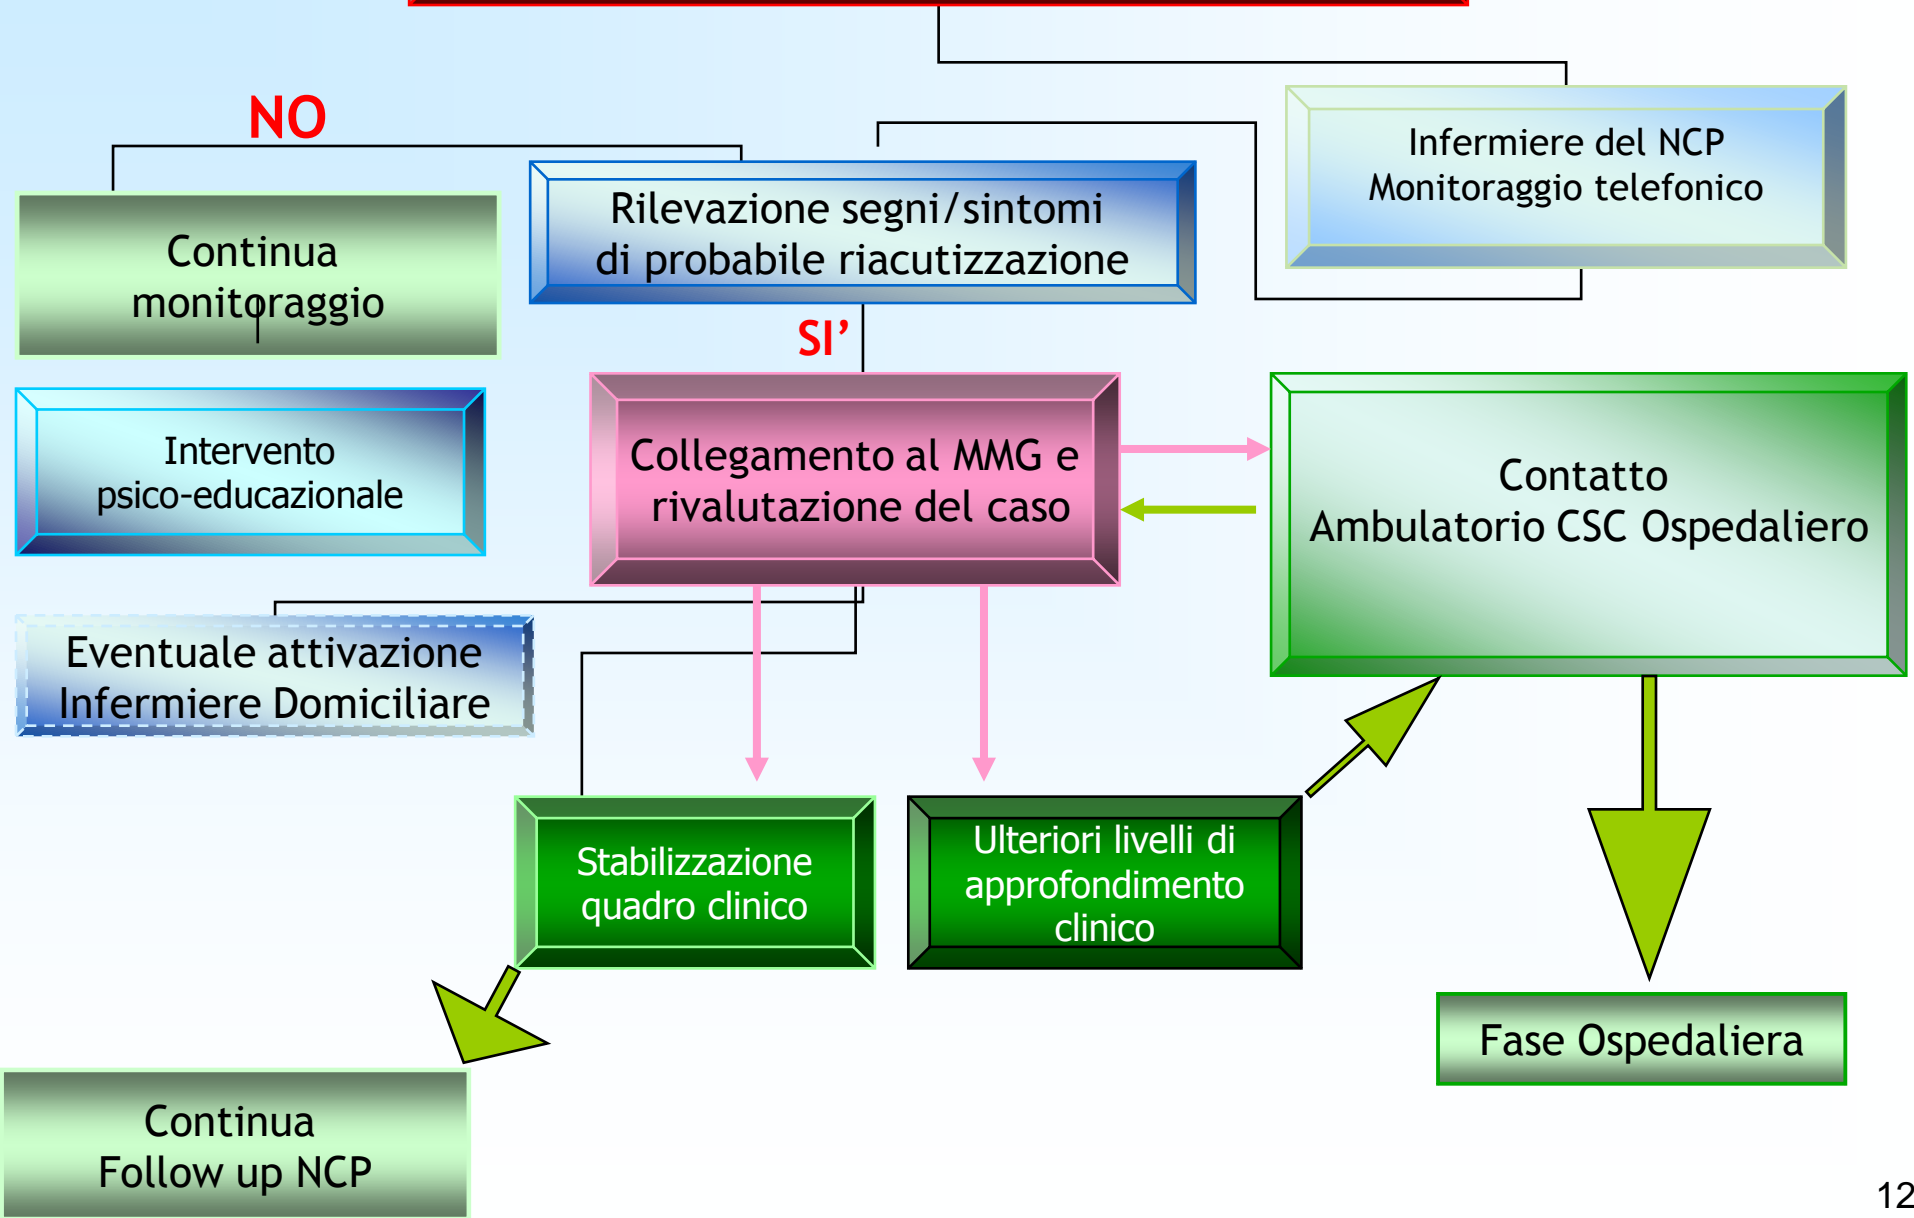 NO
Infermiere del NCP
Monitoraggio telefonico
Rilevazione segni/sintomi
di probabile riacutizzazione
Continua
monitoraggio
SI’
Intervento
psico-educazionale
Collegamento al MMG e
rivalutazione del caso
Contatto
Ambulatorio CSC Ospedaliero
Eventuale attivazione
Infermiere Domiciliare
Stabilizzazione
quadro clinico
Ulteriori livelli di
approfondimento
clinico
Fase Ospedaliera
Continua
Follow up NCP
12